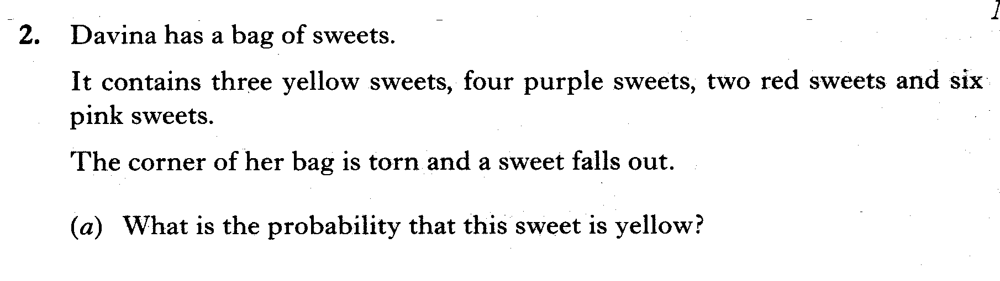 2. Davina has a bag of sweets.
It contains three yellow sweets, four purple sweets, two red sweets and six
pink sweets.
The corner of her bag is torn and a sweet falls out.
(a) What is the probability that this sweet is yellow?